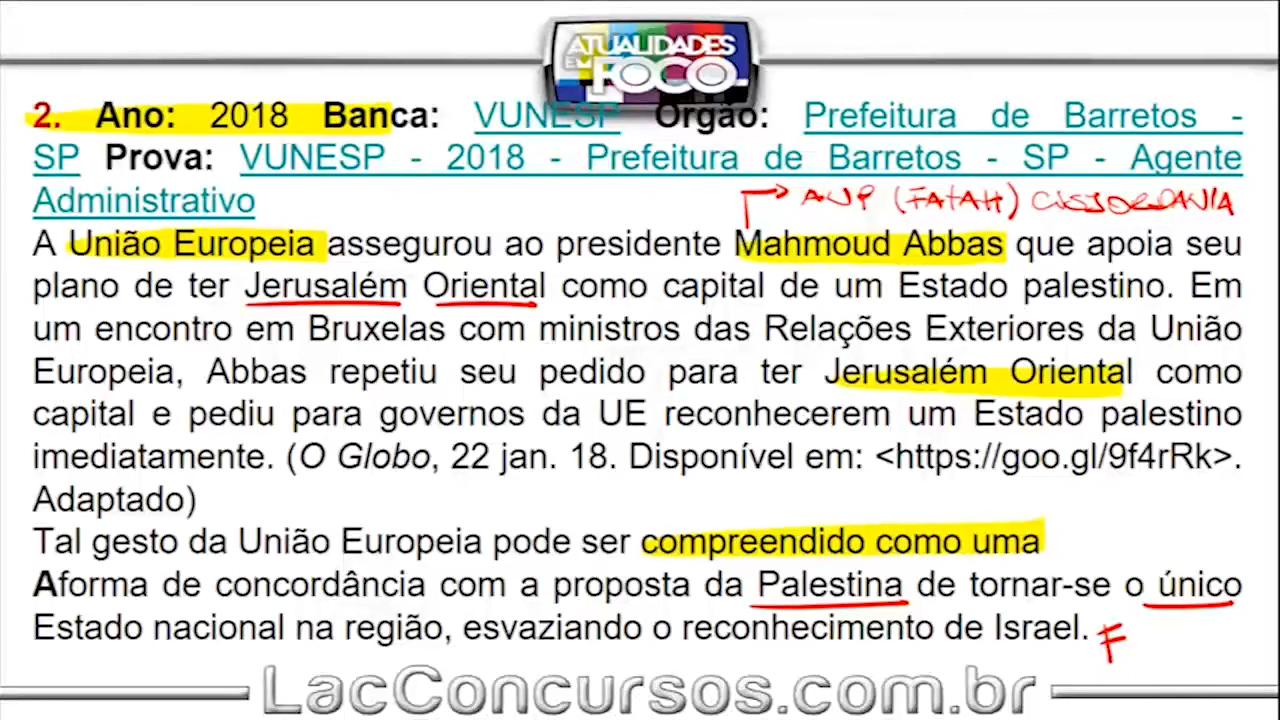 ATUALIDADES
EM FOCO
2. Ano: 2018 Banca: VUNESP Órgão: Prefeitura de Barretos -
SP Prova: VUNESP - 2018 - Prefeitura de Barretos - SP - Agente
Administrativo
ANP (FATAH) CISJORDANIA
A União Europeia assegurou ao presidente Mahmoud Abbas que apoia seu
plano de ter Jerusalém Oriental como capital de um Estado palestino. Em
um encontro em Bruxelas com ministros das Relações Exteriores da União
Europeia, Abbas repetiu seu pedido para ter Jerusalém Oriental como
capital e pediu para governos da UE reconhecerem um Estado palestino
imediatamente. (O Globo, 22 jan. 18. Disponível em: <https://goo.gl/9f4rRk>.
Adaptado)
Tal gesto da União Europeia pode ser compreendido como uma
Aforma de concordância com a proposta da Palestina de tornar-se o único
Estado nacional na região, esvaziando o reconhecimento de Israel. F
LacConcursos.com.br